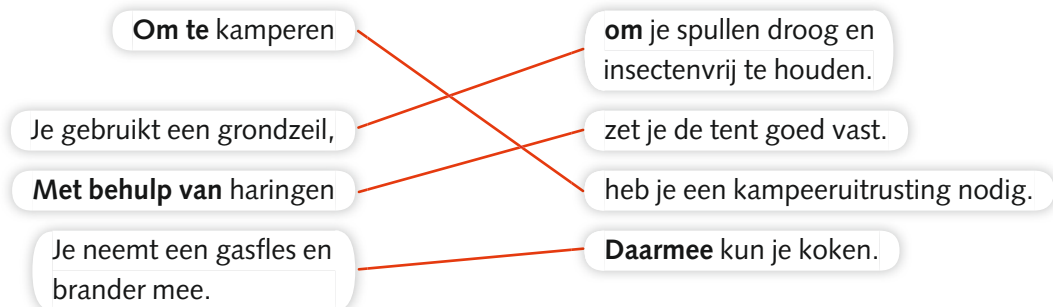 Om te kamperen
om je spullen droog en
insectenvrij te houden.
Je gebruikt een grondzeil,
zet je de tent goed vast.
Met behulp van haringen
heb je een kampeeruitrusting nodig.
Je neemt een gasfles en
brander mee.
Daarmee kun je koken.